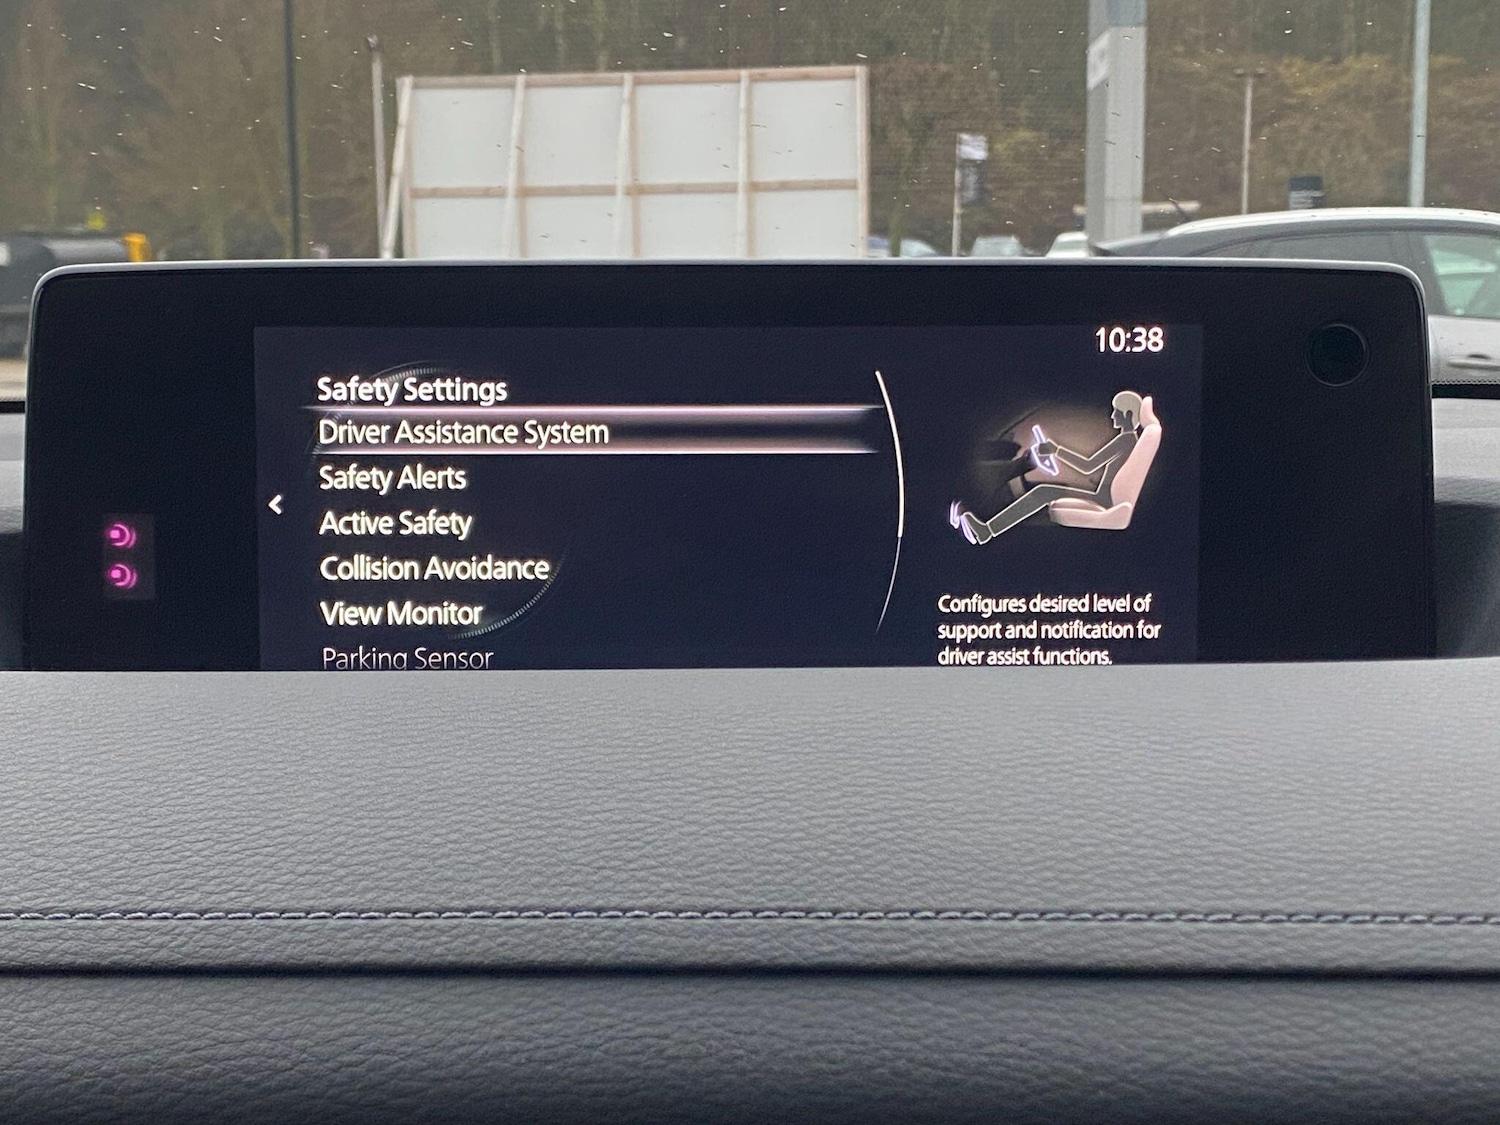 10:38
Safety Settings
Driver Assistance System
Safety Alerts
Active Safety
Collision Avoidance
View Monitor
Parking Sensor
Configures desired level of
support and notification for
driver assist functions.